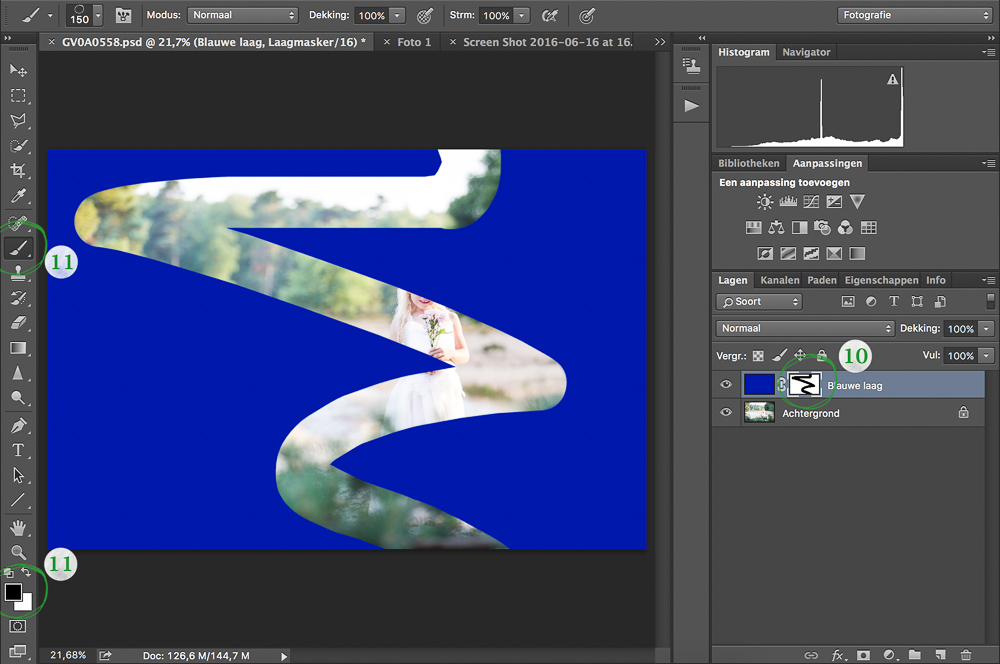 150 Modus: Normaal Dekking: 100% Strm: 100% Fotografie
× GV0A0558.psd @ 21,7% (Blauwe laag, Laagmasker/16) * × Foto 1 × Screen Shot 2016-06-16 at 16.
Histogram Navigator
Bibliotheken Aanpassingen
Een aanpassing toevoegen
11
Lagen Kanalen Paden Eigenschappen Info
Soort
Normaal Dekking: 100%
Vergr.: 10 Vul: 100%
Blauwe laag
Achtergrond
11
21,68% Doc: 126,6 M/144,7 M